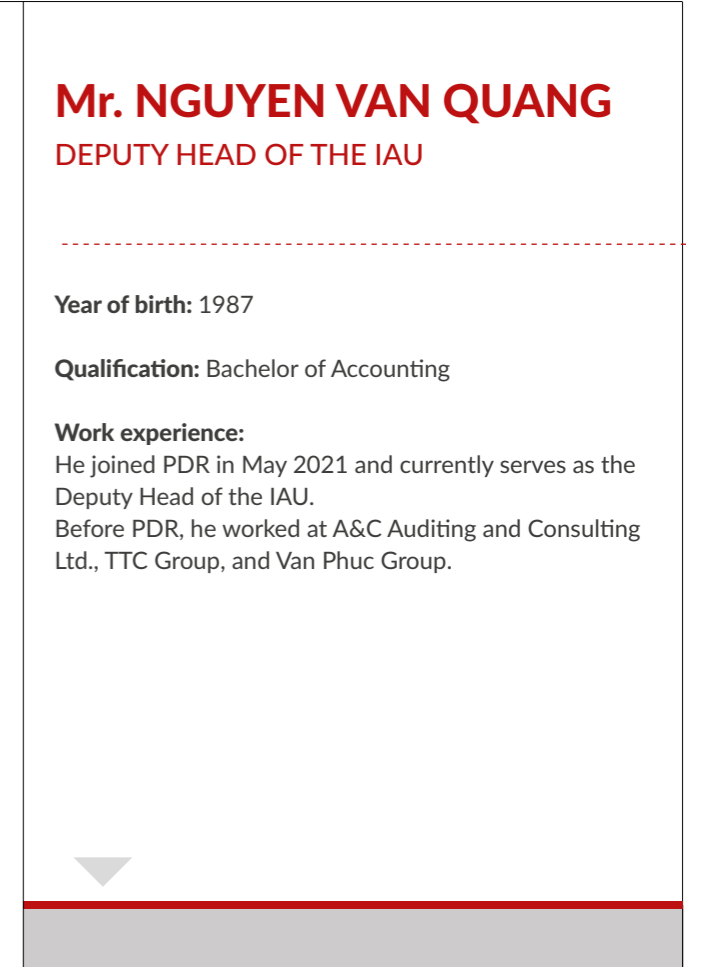 Mr. NGUYEN VAN QUANG
DEPUTY HEAD OF THE IAU
Year of birth: 1987
Qualification: Bachelor of Accounting
Work experience:
He joined PDR in May 2021 and currently serves as the
Deputy Head of the IAU.
Before PDR, he worked at A&C Auditing and Consulting
Ltd., TTC Group, and Van Phuc Group.